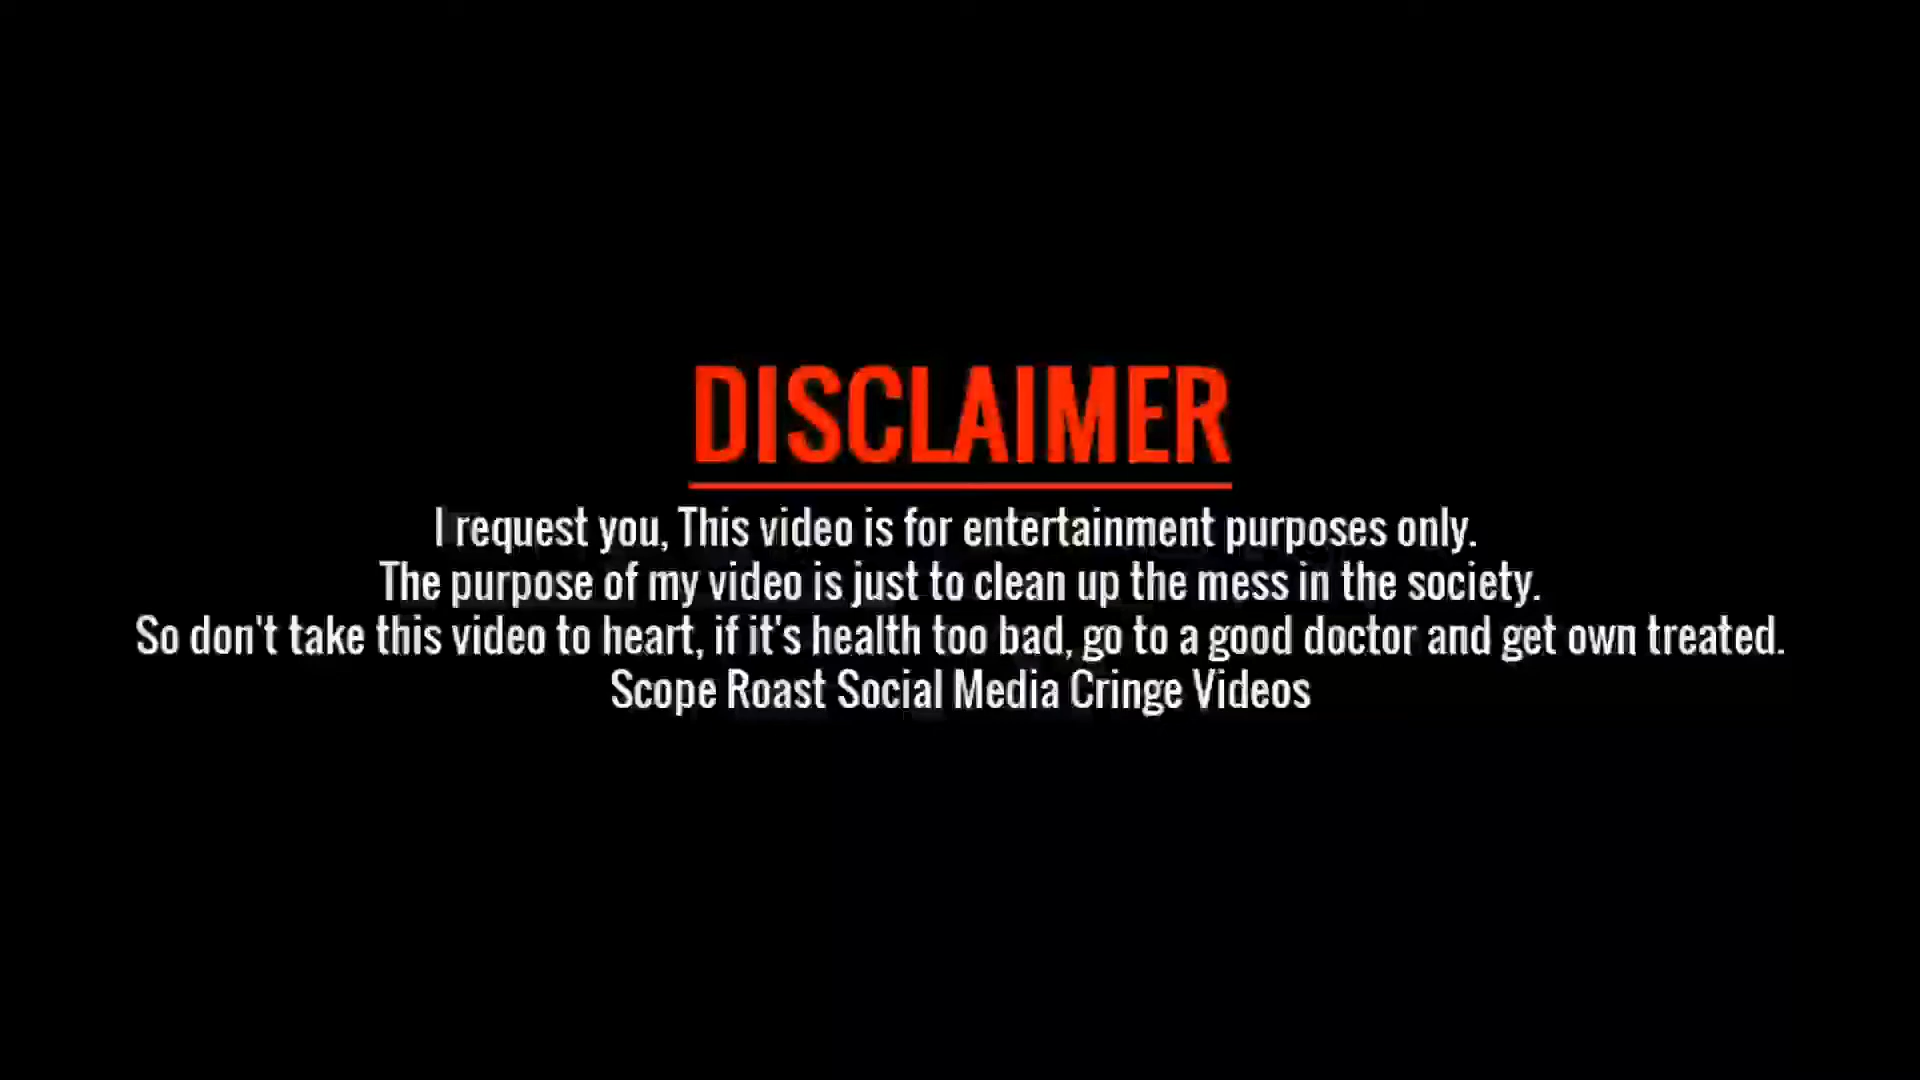 DISCLAIMER
I request you, This video is for entertainment purposes only.
The purpose of my video is just to clean up the mess in the society.
So don't take this video to heart, if it's health too bad, go to a good doctor and get own treated.
Scope Roast Social Media Cringe Videos